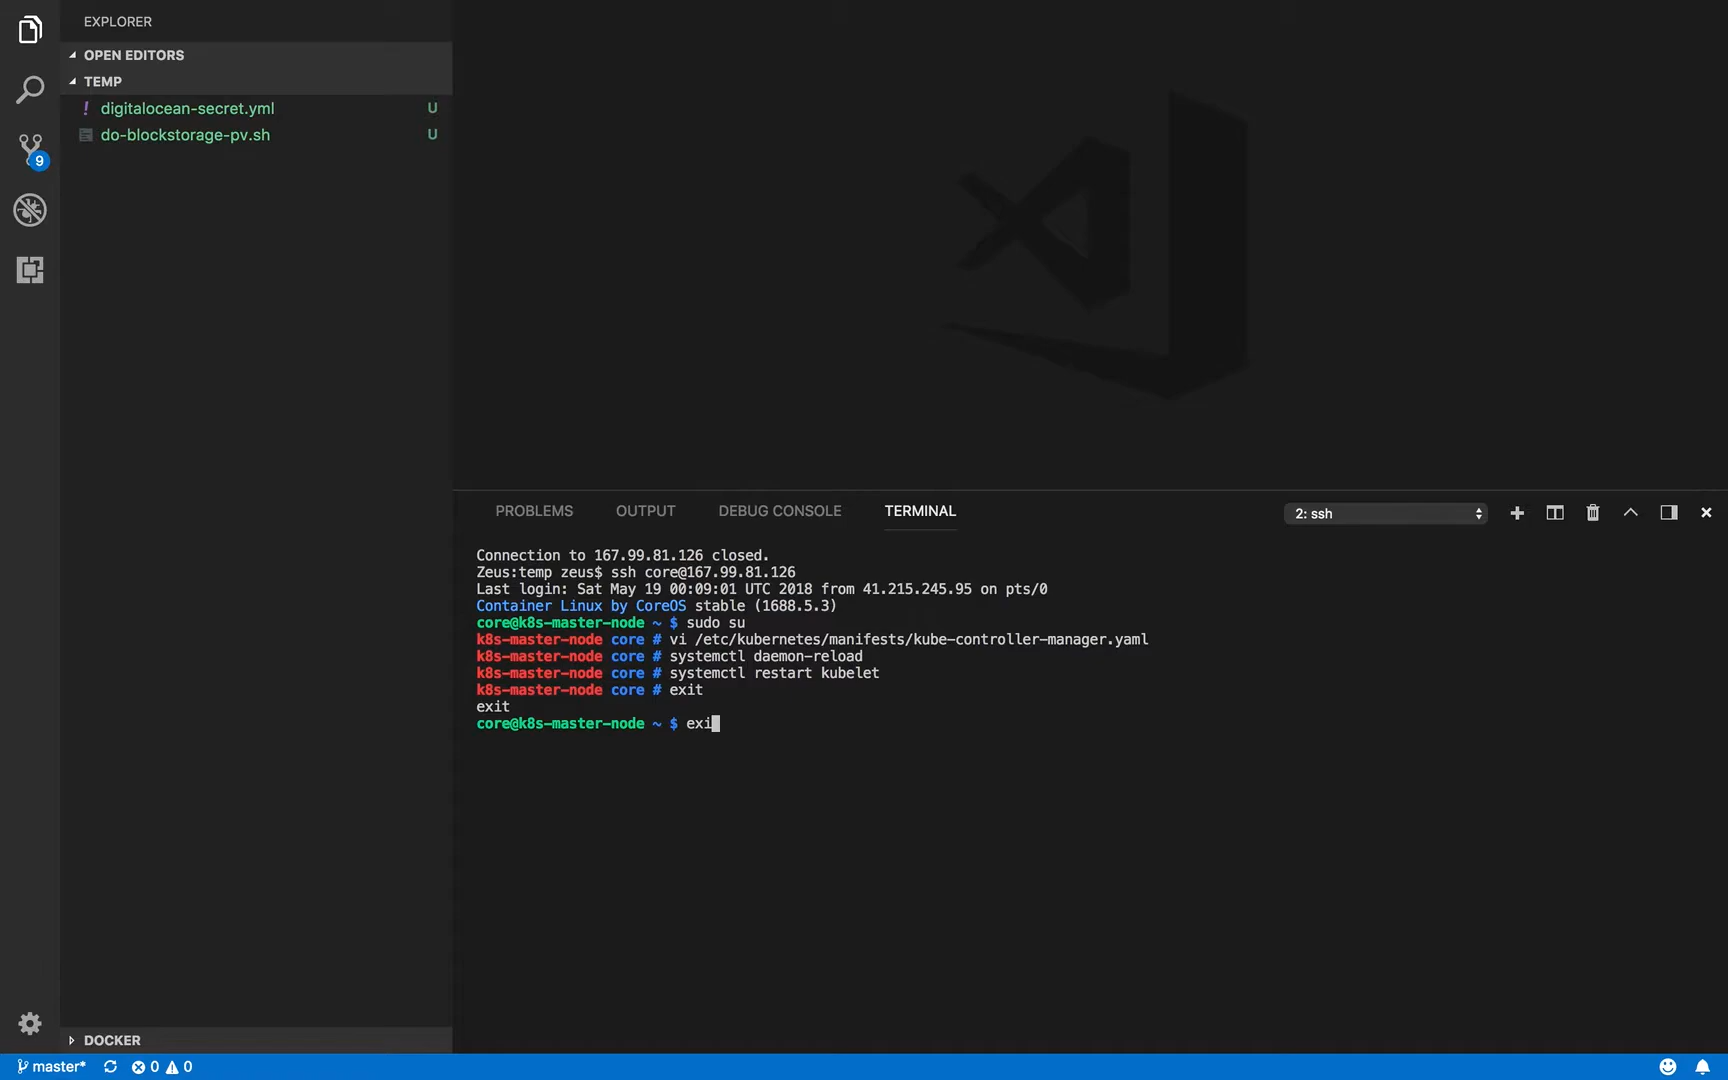 EXPLORER
OPEN EDITORS
TEMP
! digitalocean-secret.yml U
do-blockstorage-pv.sh U
9
PROBLEMS OUTPUT DEBUG CONSOLE TERMINAL 2: ssh
Connection to 167.99.81.126 closed.
Zeus:temp zeus$ ssh core@167.99.81.126
Last login: Sat May 19 00:09:01 UTC 2018 from 41.215.245.95 on pts/0
Container Linux by CoreOS stable (1688.5.3)
core@k8s-master-node ~ $ sudo su
k8s-master-node core # vi /etc/kubernetes/manifests/kube-controller-manager.yaml
k8s-master-node core # systemctl daemon-reload
k8s-master-node core # systemctl restart kubelet
k8s-master-node core # exit
exit
core@k8s-master-node ~ $ exi
DOCKER
master* 0 0